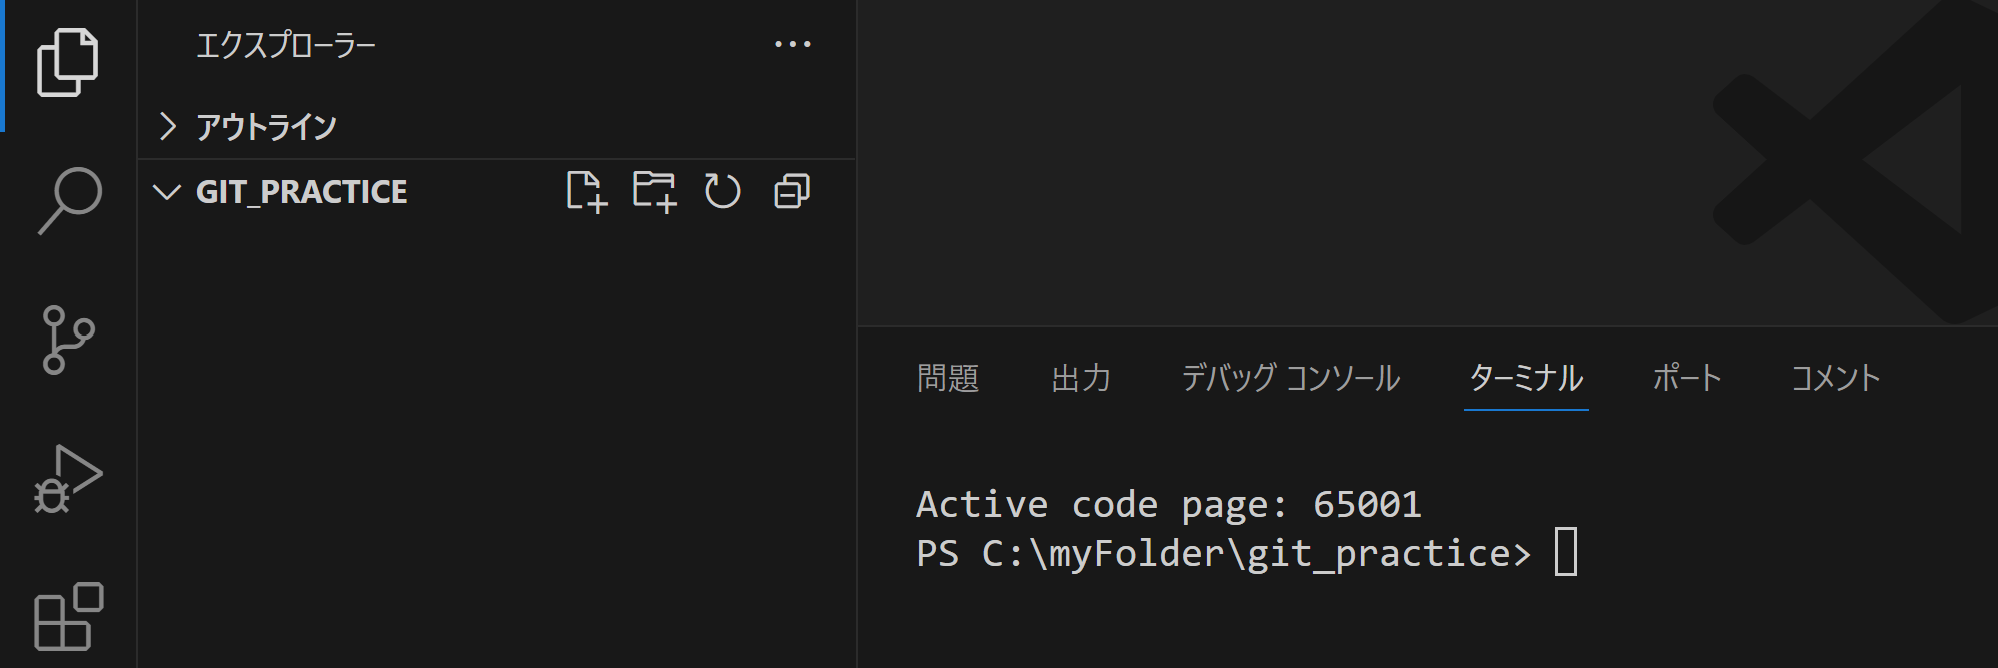 エクスプローラー
アウトライン
GIT_PRACTICE
問題 出力 デバッグ コンソール ターミナル ポート コメント
Active code page: 65001
PS C:\myFolder\git_practice>